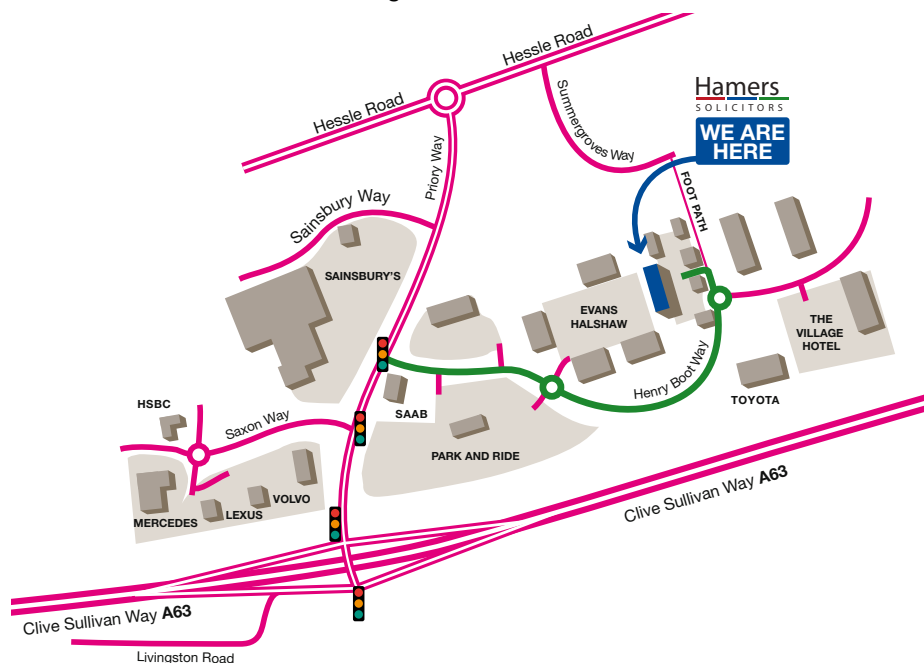 Hessle Road
Hessle Road
Hamers
SOLICITORS
WE ARE
HERE
Summergroves Way
Priory Way
FOOT PATH
Sainsbury Way
SAINSBURY'S
EVANS
HALSHAW
THE
VILLAGE
HOTEL
Henry Boot Way
TOYOTA
HSBC
Saxon Way
SAAB
PARK AND RIDE
VOLVO
LEXUS
MERCEDES
Clive Sullivan Way A63
Clive Sullivan Way A63
Livingston Road